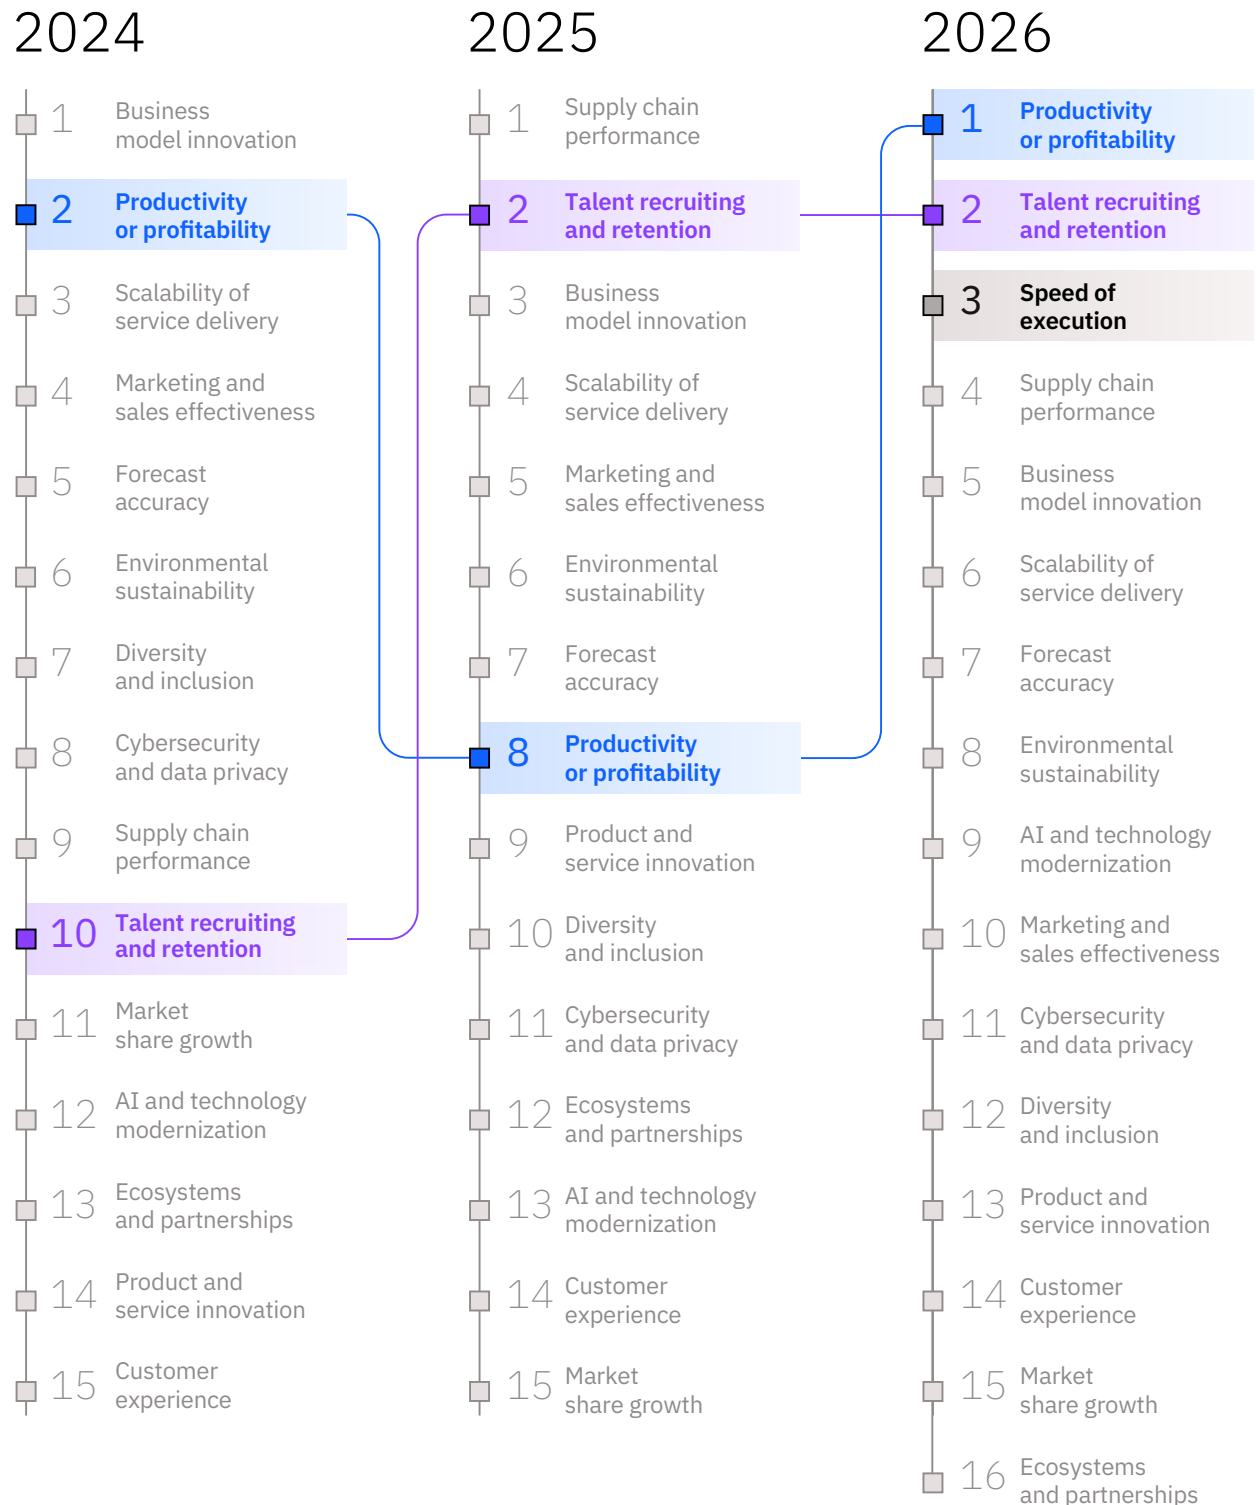 2024
1
Business
model innovation
2
Productivity
or profitability
3
Scalability of
service delivery
4
Marketing and
sales effectiveness
5
Forecast
accuracy
6
Environmental
sustainability
7
Diversity
and inclusion
8
Cybersecurity
and data privacy
9
Supply chain
performance
10
Talent recruiting
and retention
11
Market
share growth
12
AI and technology
modernization
13
Ecosystems
and partnerships
14
Product and
service innovation
15
Customer
experience
2025
1
Supply chain
performance
2
Talent recruiting
and retention
3
Business
model innovation
4
Scalability of
service delivery
5
Marketing and
sales effectiveness
6
Environmental
sustainability
7
Forecast
accuracy
8
Productivity
or profitability
9
Product and
service innovation
10
Diversity
and inclusion
11
Cybersecurity
and data privacy
12
Ecosystems
and partnerships
13
AI and technology
modernization
14
Customer
experience
15
Market
share growth
2026
1
Productivity
or profitability
2
Talent recruiting
and retention
3
Speed of
execution
4
Supply chain
performance
5
Business
model innovation
6
Scalability of
service delivery
7
Forecast
accuracy
8
Environmental
sustainability
9
AI and technology
modernization
10
Marketing and
sales effectiveness
11
Cybersecurity
and data privacy
12
Diversity
and inclusion
13
Product and
service innovation
14
Customer
experience
15
Market
share growth
16
Ecosystems
and partnerships